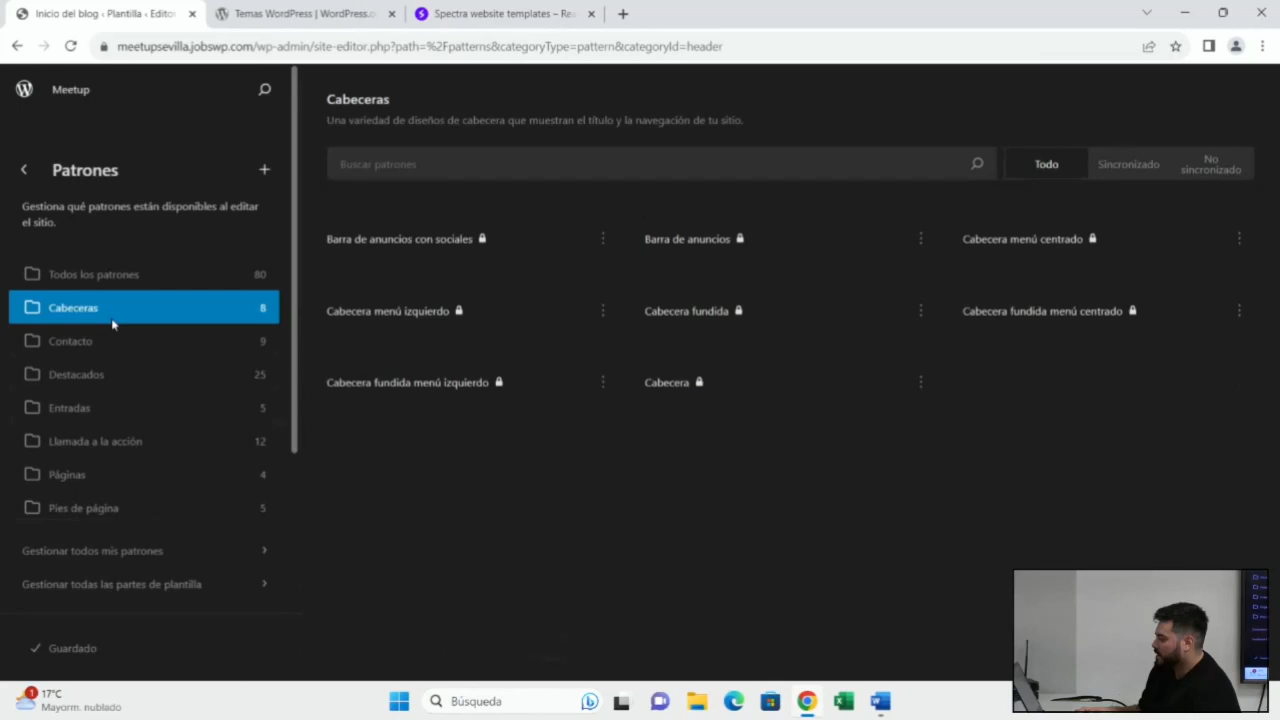 Inicio del blog ‹ Plantilla ‹ Edito
Temas WordPress | WordPress.o
Spectra website templates – Re
meetupsevilla.jobswp.com/wp-admin/site-editor.php?path=%2Fpatterns&categoryType=pattern&categoryId=header
Meetup
Patrones
Gestiona qué patrones están disponibles al editar
el sitio.
Todos los patrones 80
Cabeceras 8
Contacto 9
Destacados 25
Entradas 5
Llamada a la acción 12
Páginas 4
Pies de página 5
Gestionar todos mis patrones
Gestionar todas las partes de plantilla
Guardado
Cabeceras
Una variedad de diseños de cabecera que muestran el título y la navegación de tu sitio.
Buscar patrones
Todo
Sincronizado
No
sincronizado
Barra de anuncios con sociales
Barra de anuncios
Cabecera menú centrado
Cabecera menú izquierdo
Cabecera fundida
Cabecera fundida menú centrado
Cabecera fundida menú izquierdo
Cabecera
1
17°C
Mayorm. nublado
Búsqueda